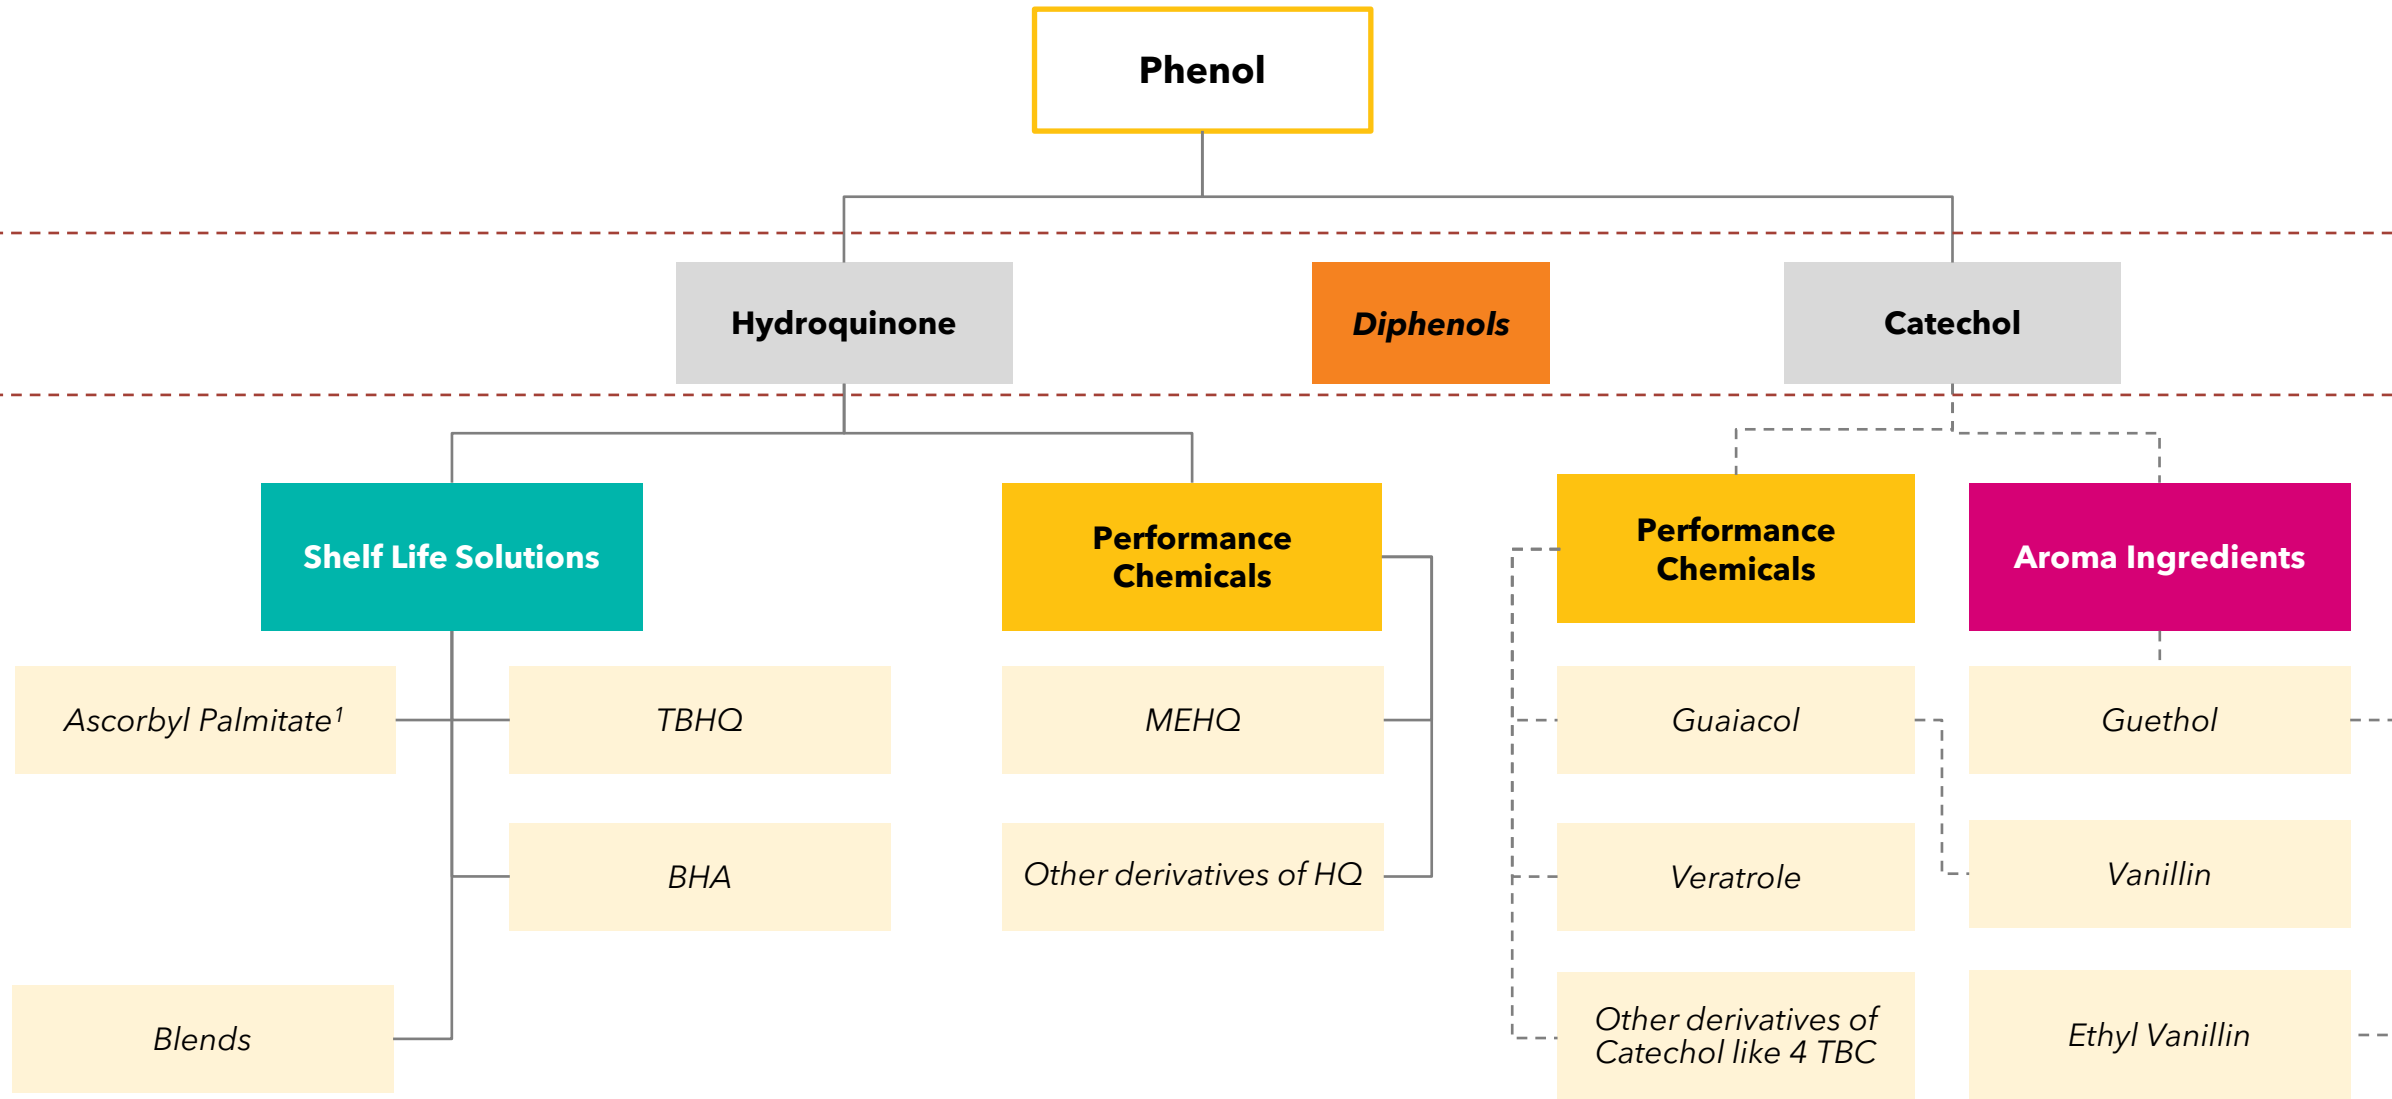 Phenol
Hydroquinone
Diphenols
Catechol
Shelf Life Solutions
Performance
Chemicals
Performance
Chemicals
Aroma Ingredients
Ascorbyl Palmitate¹
TBHQ
MEHQ
Guaiacol
Guethol
BHA
Other derivatives of HQ
Veratrole
Vanillin
Blends
Other derivatives of
Catechol like 4 TBC
Ethyl Vanillin